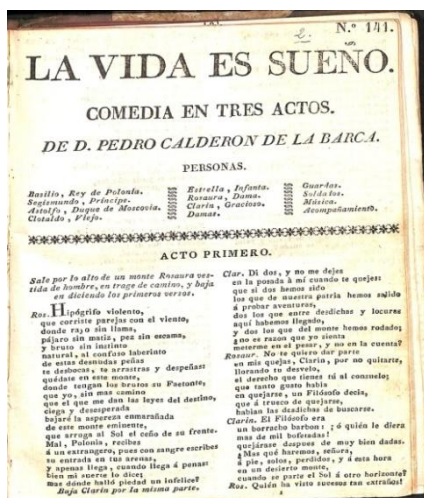 2.
N.º 141.
LA VIDA ES SUEÑO.
COMEDIA EN TRES ACTOS.
DE D. PEDRO CALDERON DE LA BARCA.
PERSONAS.
Basilio, Rey de Polonia.
Segismundo, Príncipe.
Astolfo, Duque de Moscovia.
Clotaldo, Viejo.
Estrella, Infanta.
Rosaura, Dama.
Clarin, Gracioso.
Damas.
Guardas.
Soldados.
Música.
Acompañamiento.
ACTO PRIMERO.
Sale por lo alto de un monte Rosaura ves-
tida de hombre, en trage de camino, y baja
en diciendo los primeros versos.
Ros. Hipógrifo violento,
que corriste parejas con el viento,
donde rayo sin llama,
pájaro sin matiz, pez sin escama,
y bruto sin instinto
natural, al confuso laberinto
de estas desnudas peñas
te desbocas, te arrastras y despeñas:
quédate en este monte,
donde tengan los brutos su Faetonte,
que yo, sin mas camino
que el que me dan las leyes del destino,
ciega y desesperada
bajaré la aspereza enmarañada
de este monte eminente,
que arruga al Sol el ceño de su frente.
Mal, Polonia, recibes
á un extrangero, pues con sangre escribes
su entrada en tus arenas,
y apenas llega, cuando llega á penas:
bien mi suerte lo dice;
mas dónde halló piedad un infelice?
Baja Clarin por la misma parte.
Clar. Di dos, y no me dejes
en la posada á mí cuando te quejes:
que si dos hemos sido
los que de nuestra patria hemos salido
á probar aventuras,
dos los que entre desdichas y locuras
aquí habemos llegado,
y dos los que del monte hemos rodado;
¿no es razon que yo sienta
meterme en el pesar, y no en la cuenta?
Rosaur. No te quiero dar parte
en mis quejas, Clarin, por no quitarte,
llorando tu desvelo,
el derecho que tienes tú al consuelo;
que tanto gusto habia
en quejarse, un Filósofo decia,
que á trueco de quejarse,
habian las desdichas de buscarse.
Clarin. El Filósofo era
un borracho barbon: ¡ó quién le diera
mas de mil bofetadas!
quejárase despues de muy bien dadas.
¿Mas qué haremos, señora,
á pie, solos, perdidos, y á esta hora
en un desierto monte,
cuando se parte el Sol á otro horizonte?
Ros. Quién ha visto sucesos tan extraños!